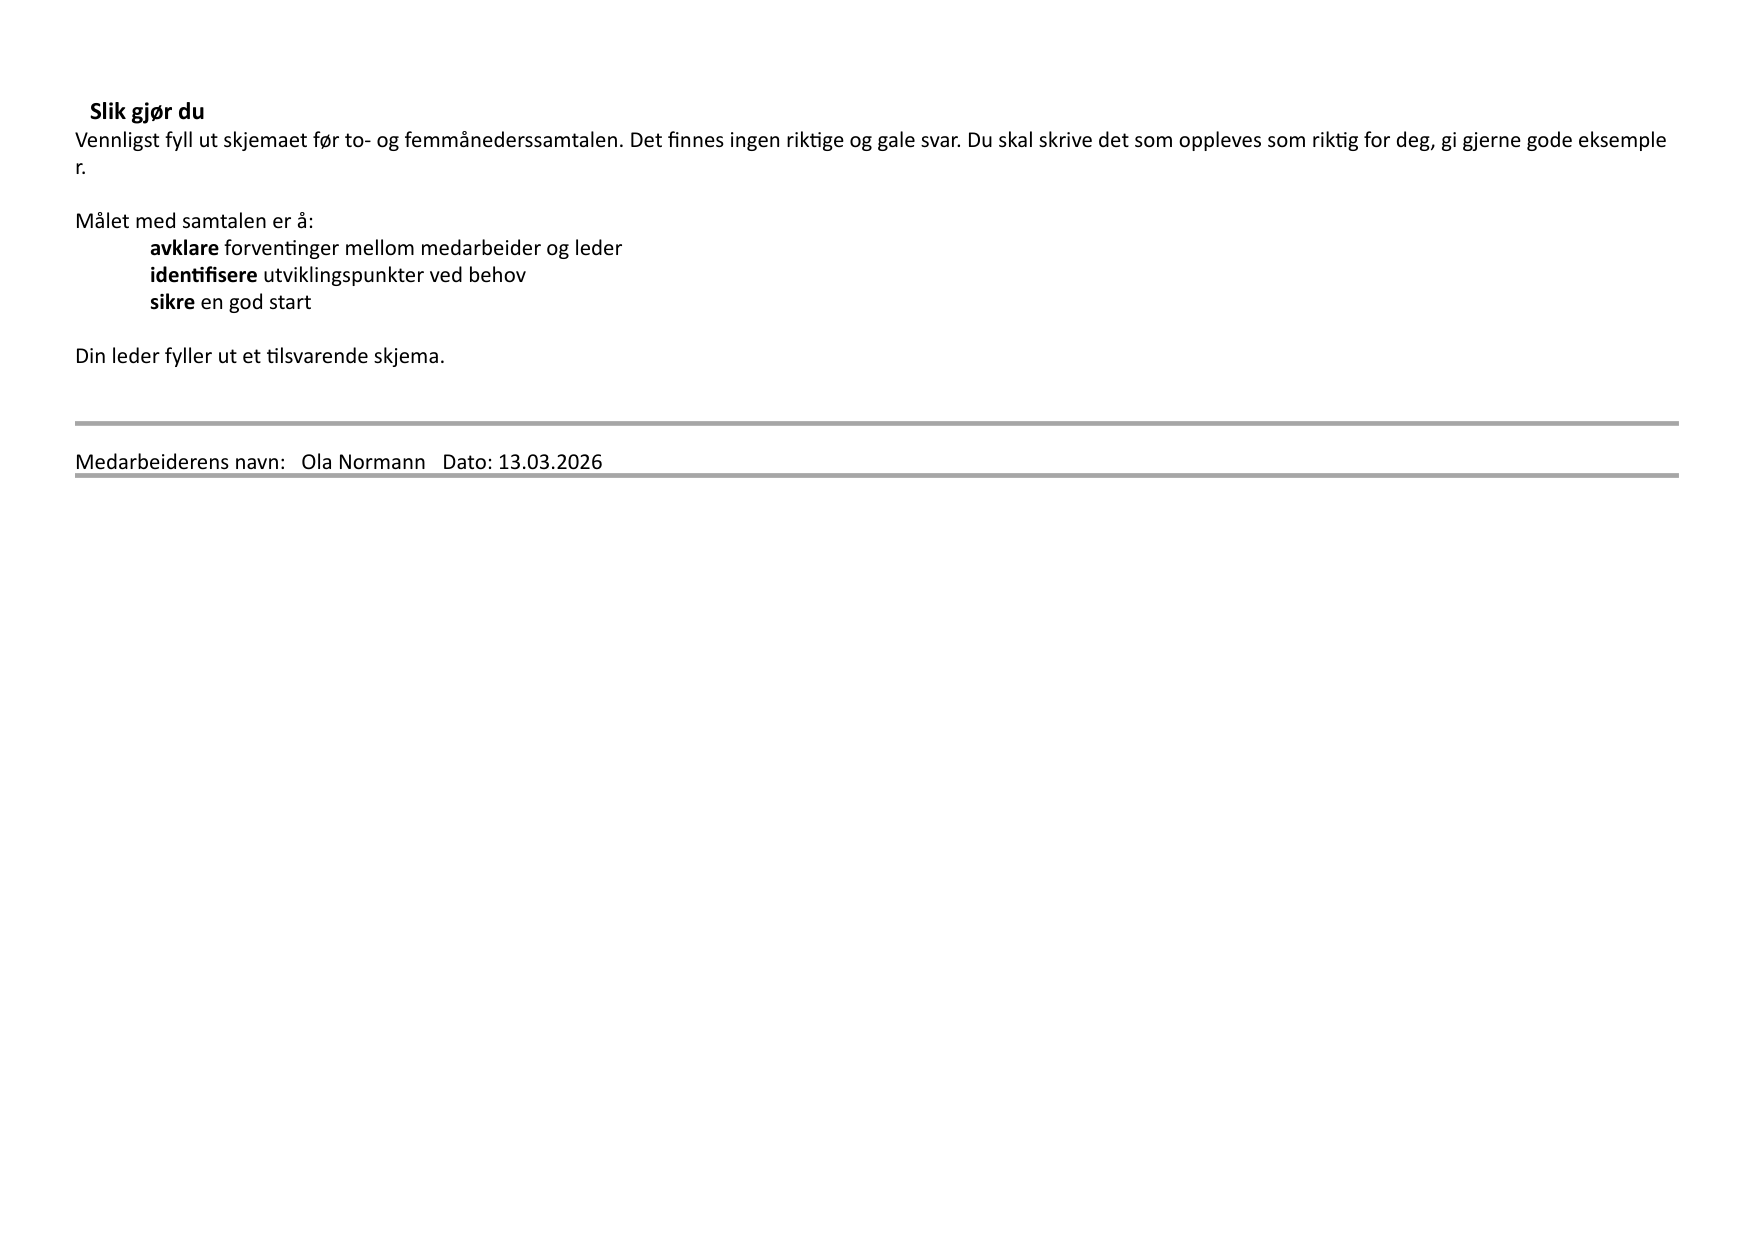 Slik gjør du
Vennligst fyll ut skjemaet før to- og femmånederssamtalen. Det finnes ingen riktige og gale svar. Du skal skrive det som oppleves som riktig for deg, gi gjerne gode eksemple
r.
Målet med samtalen er å:
avklare forventinger mellom medarbeider og leder
identifisere utviklingspunkter ved behov
sikre en god start
Din leder fyller ut et tilsvarende skjema.
Medarbeiderens navn: Ola Normann Dato: 13.03.2026